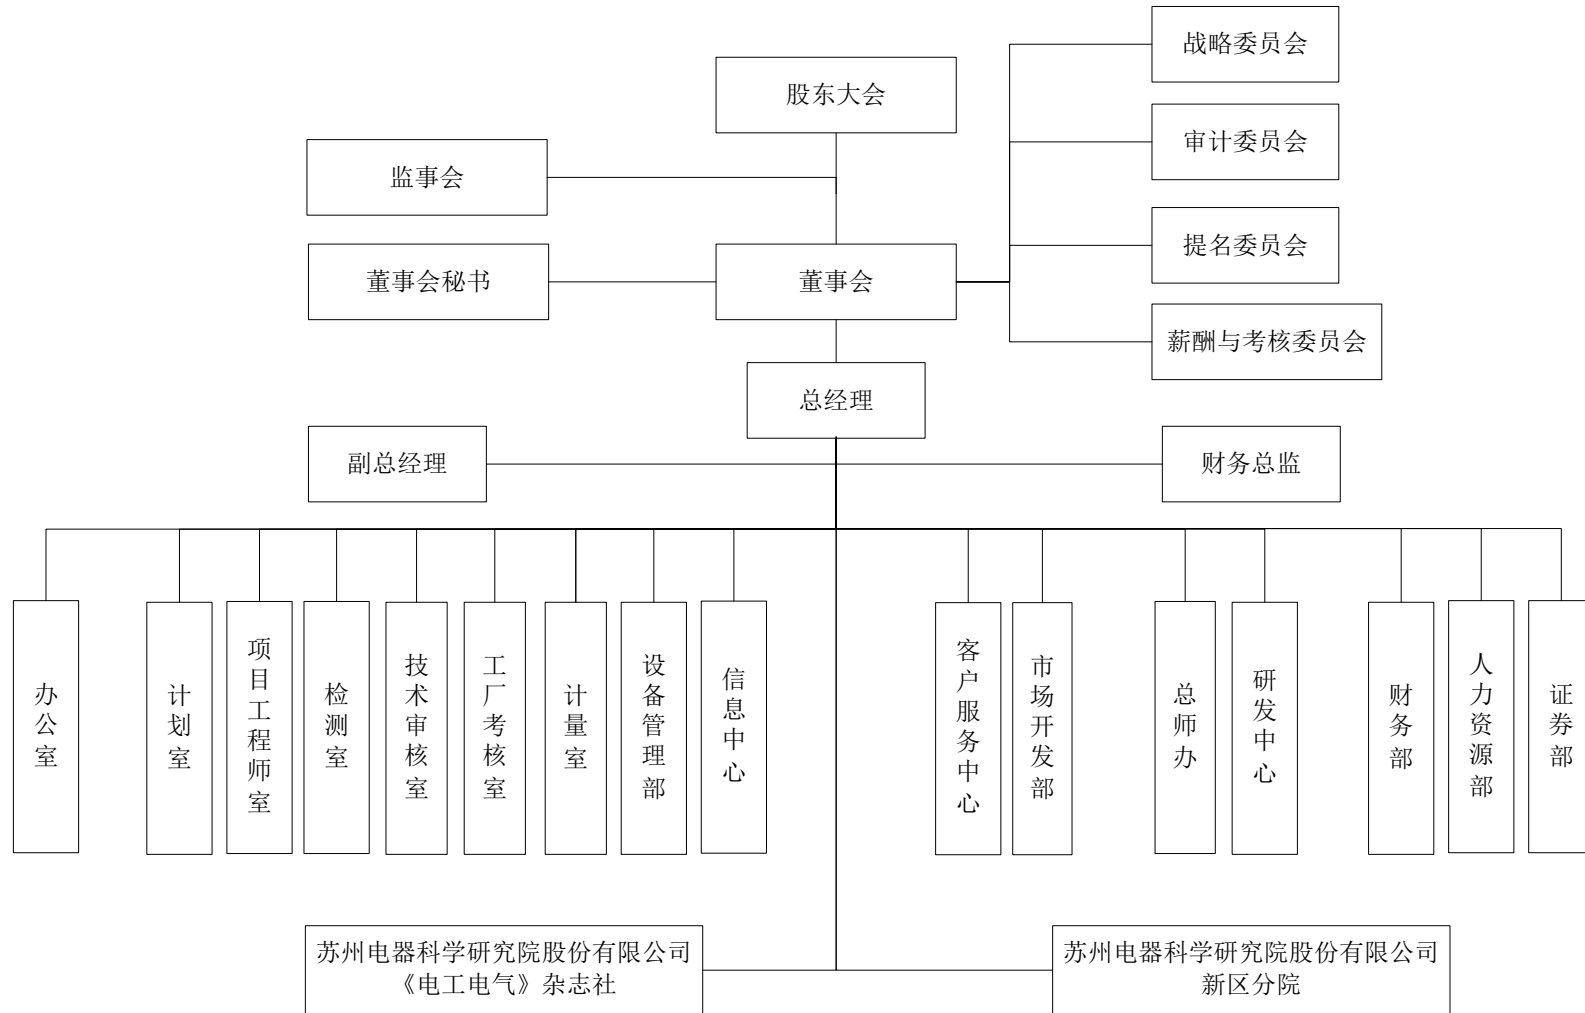 战略委员会
股东大会
审计委员会
监事会
提名委员会
董事会秘书
董事会
薪酬与考核委员会
总经理
副总经理
财务总监
办公室
计划室
项目工程师室
检测室
技术审核室
工厂考核室
计量室
设备管理部
信息中心
客户服务中心
市场开发部
总师办
研发中心
财务部
人力资源部
证券部
苏州电器科学研究院股份有限公司
《电工电气》杂志社
苏州电器科学研究院股份有限公司
新区分院